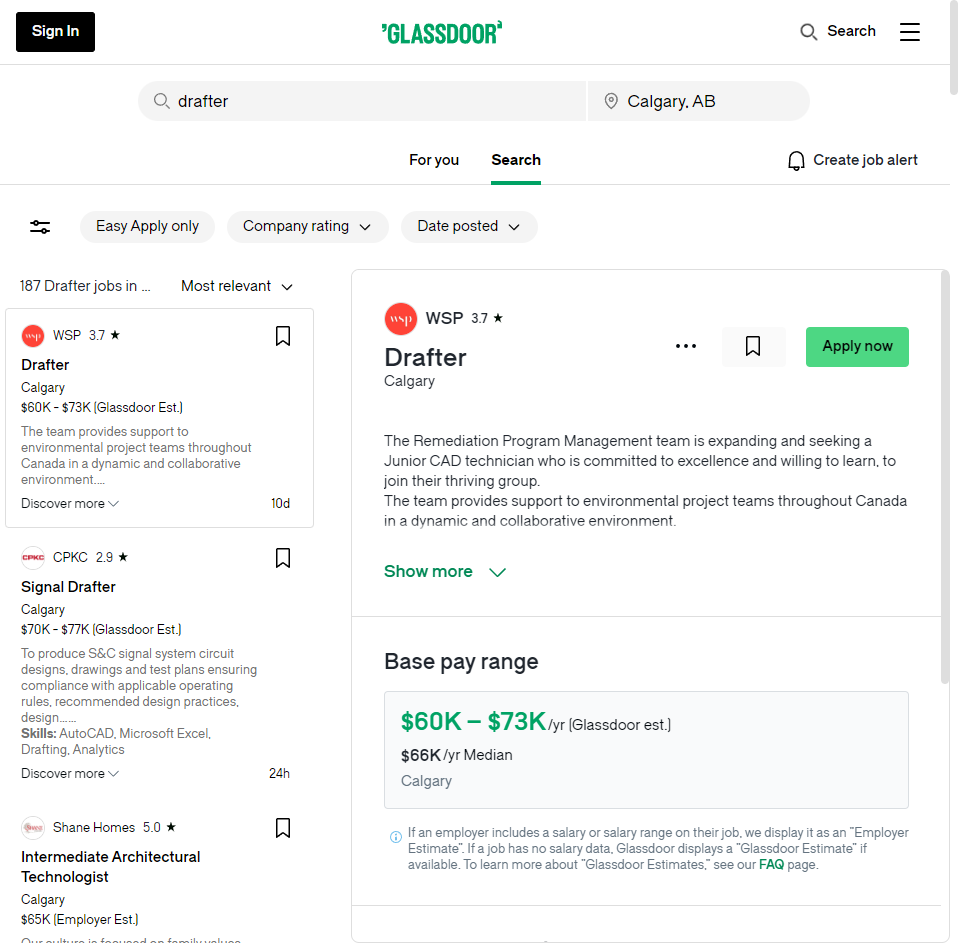 Sign In
"GLASSDOOR"
Search
drafter
Calgary, AB
For you
Search
Create job alert
Easy Apply only
Company rating
Date posted
187 Drafter jobs in ...
Most relevant
wsp
WSP 3.7 ★
Drafter
Calgary
$60K - $73K (Glassdoor Est.)
The team provides support to
environmental project teams throughout
Canada in a dynamic and collaborative
environment.…
Discover more
10d
CPKC
CPKC 2.9 ★
Signal Drafter
Calgary
$70K - $77K (Glassdoor Est.)
To produce S&C signal system circuit
designs, drawings and test plans ensuring
compliance with applicable operating
rules, recommended design practices,
design……
Skills: AutoCAD, Microsoft Excel,
Drafting, Analytics
Discover more
24h
Shane Homes 5.0 ★
Intermediate Architectural
Technologist
Calgary
$65K (Employer Est.)
Our culture is focused on family values
wsp
WSP 3.7 ★
Drafter
Calgary
Apply now
The Remediation Program Management team is expanding and seeking a
Junior CAD technician who is committed to excellence and willing to learn, to
join their thriving group.
The team provides support to environmental project teams throughout Canada
in a dynamic and collaborative environment.
Show more
Base pay range
$60K – $73K/yr (Glassdoor est.)
$66K/yr Median
Calgary
If an employer includes a salary or salary range on their job, we display it as an "Employer
Estimate". If a job has no salary data, Glassdoor displays a "Glassdoor Estimate" if
available. To learn more about "Glassdoor Estimates," see our FAQ page.